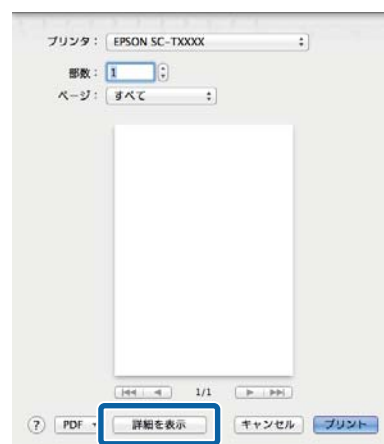 プリンタ： EPSON SC-TXXXX
部数： 1
ページ： すべて
1/1
? PDF 詳細を表示 キャンセル プリント